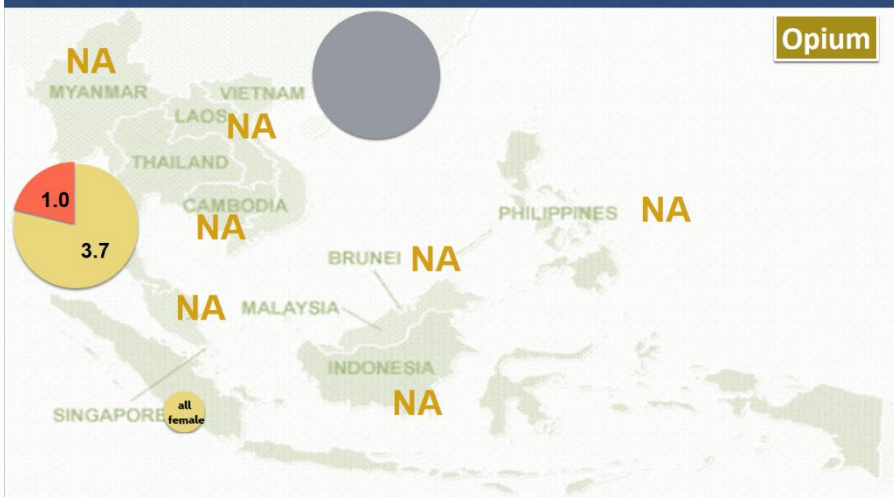 Opium
NA
MYANMAR
VIETNAM
LAOS
NA
THAILAND
1.0
3.7
CAMBODIA
NA
PHILIPPINES NA
BRUNEI NA
NA
MALAYSIA
INDONESIA
NA
SINGAPORE
all
female